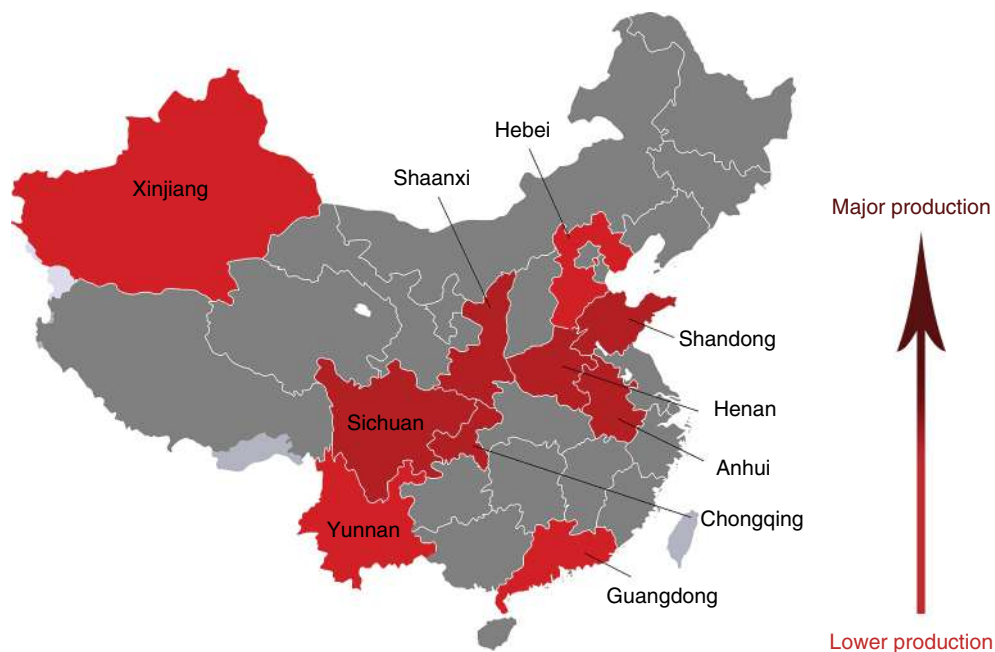 Hebei
Shaanxi
Xinjiang
Major production
Shandong
Henan
Sichuan
Anhui
Chongqing
Yunnan
Guangdong
Lower production